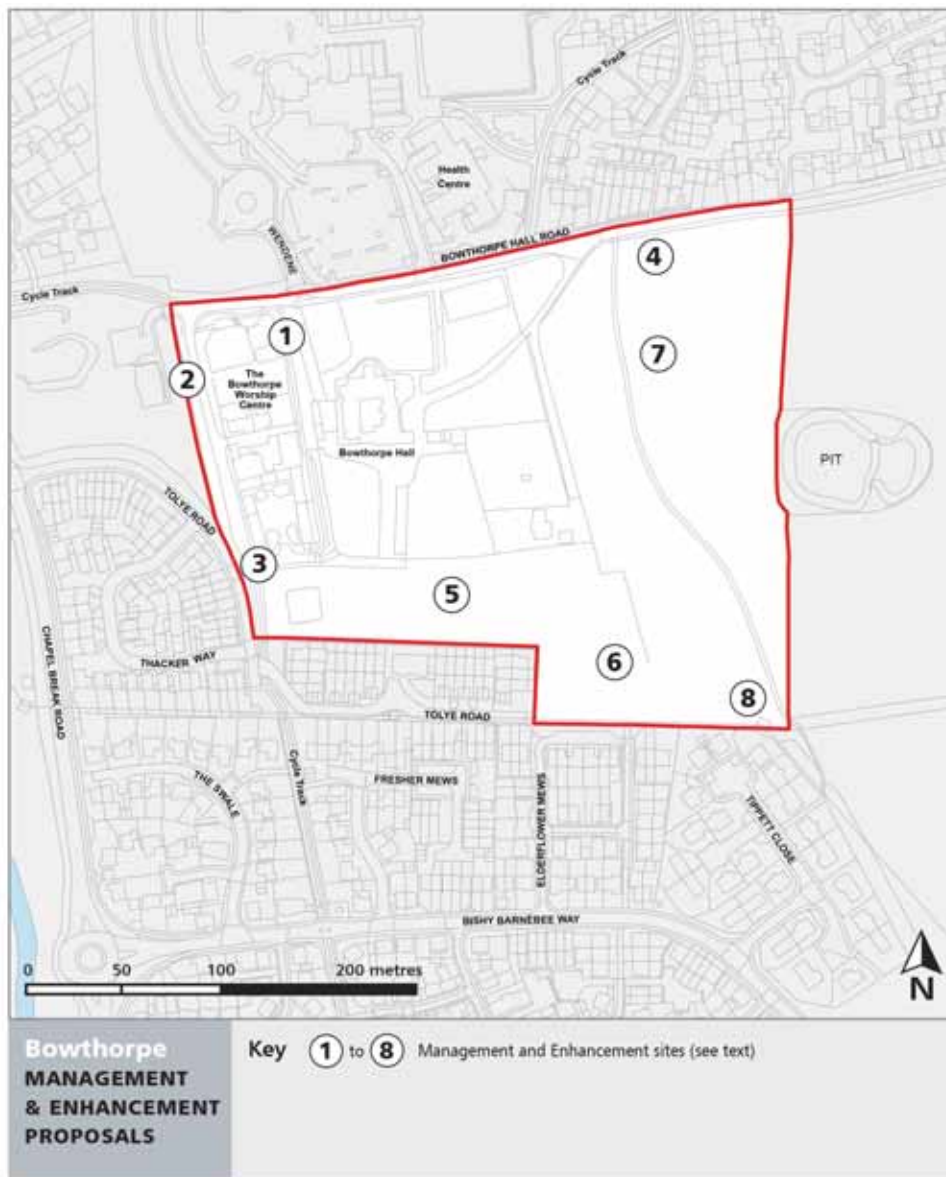 Cycle Track
Health
Centre
WENDENE
BOWTHORPE HALL ROAD
Cycle Track
4
1
7
2
The
Bowthorpe
Worship
Centre
Bowthorpe Hall
PIT
TOLYE ROAD
3
5
CHAPEL BREAK ROAD
THACKER WAY
6
8
TOLYE ROAD
THE SWALE
Cycle Track
FRESHER MEWS
ELDERFLOWER MEWS
TIPPETT CLOSE
BISHY BARNEBEE WAY
0 50 100 200 metres
N
Bowthorpe
MANAGEMENT
& ENHANCEMENT
PROPOSALS
Key 1 to 8 Management and Enhancement sites (see text)